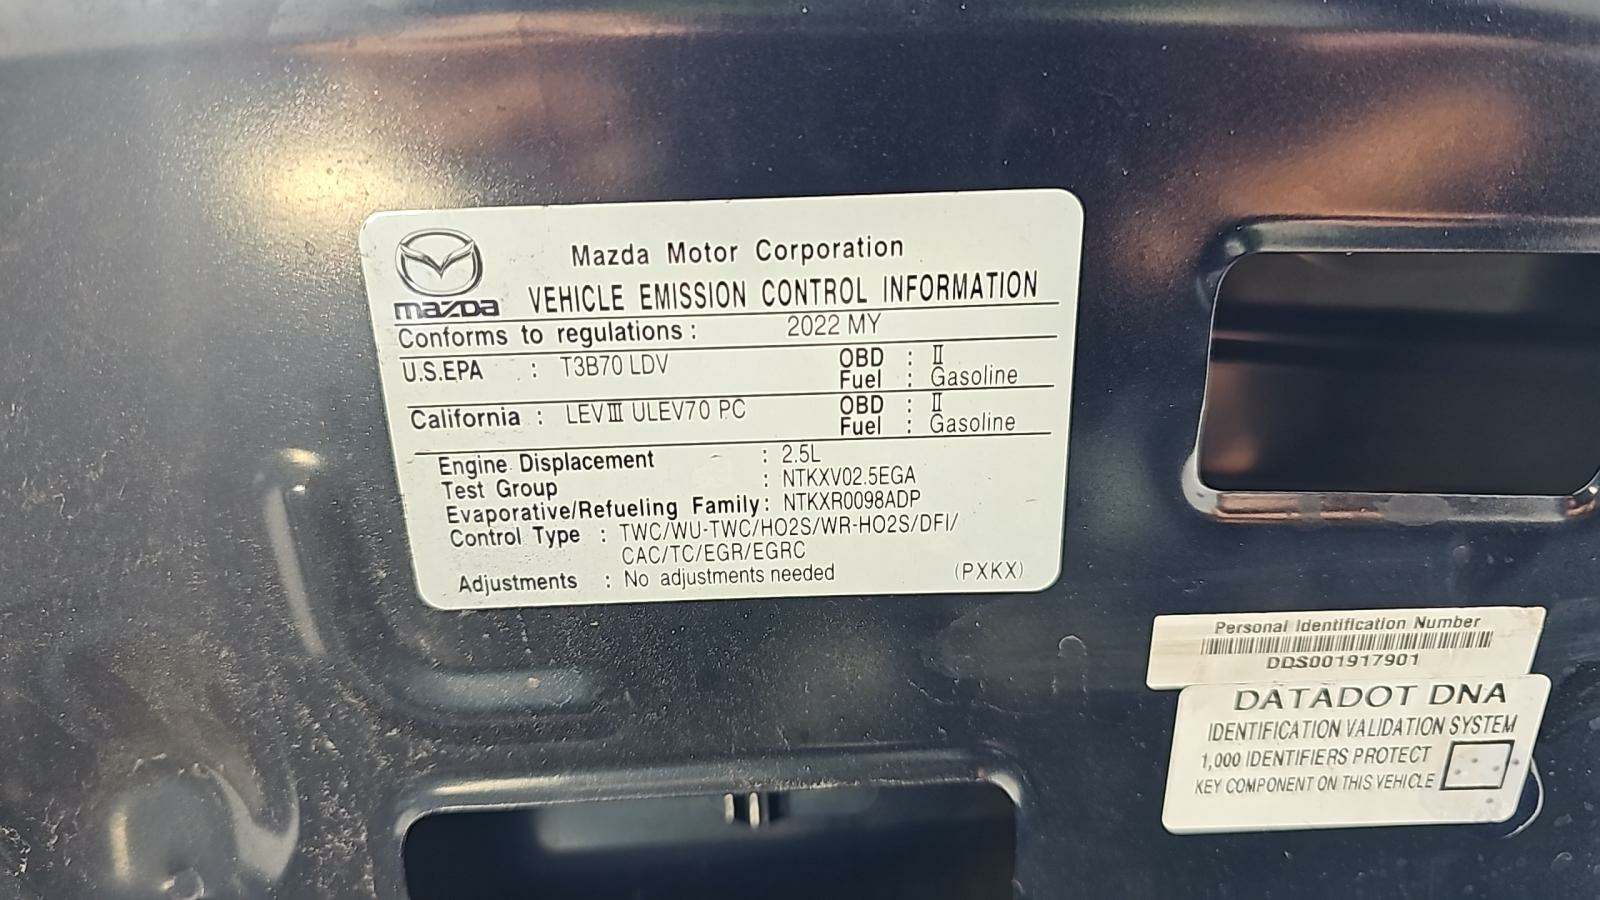 mazda
Mazda Motor Corporation
VEHICLE EMISSION CONTROL INFORMATION
Conforms to regulations : 2022 MY
U.S.EPA : T3B70 LDV OBD : II
Fuel : Gasoline
California : LEVIII ULEV70 PC OBD : II
Fuel : Gasoline
Engine Displacement : 2.5L
Test Group : NTKXV02.5EGA
Evaporative/Refueling Family : NTKXR0098ADP
Control Type : TWC/WU-TWC/HO2S/WR-HO2S/DFI/
CAC/TC/EGR/EGRC
Adjustments : No adjustments needed (PXKX)
Personal Identification Number
DDS001917901
DATADOT DNA
IDENTIFICATION VALIDATION SYSTEM
1,000 IDENTIFIERS PROTECT
KEY COMPONENT ON THIS VEHICLE